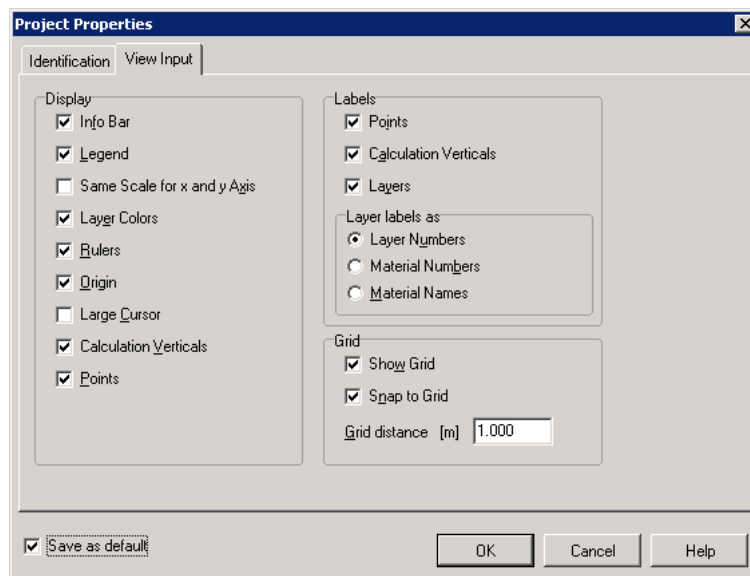 Project Properties
Identification
View Input
Display
Info Bar
Legend
Same Scale for x and y Axis
Layer Colors
Rulers
Origin
Large Cursor
Calculation Verticals
Points
Labels
Points
Calculation Verticals
Layers
Layer labels as
Layer Numbers
Material Numbers
Material Names
Grid
Show Grid
Snap to Grid
Grid distance [m] 1.000
Save as default
OK
Cancel
Help